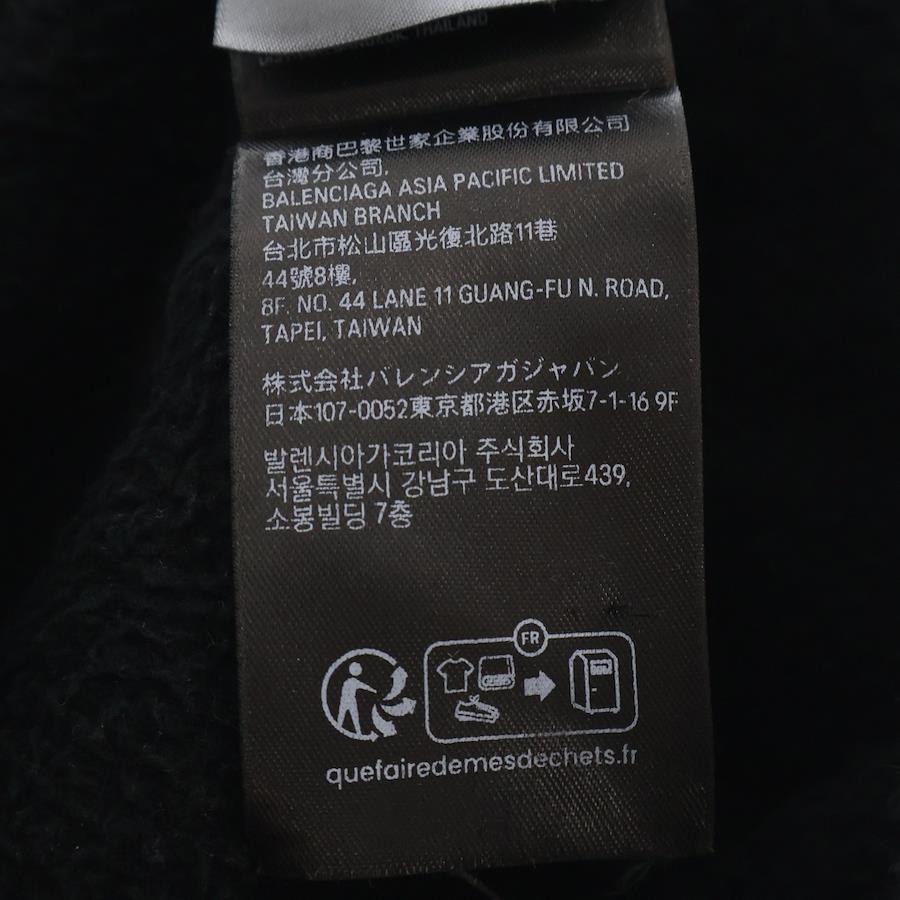 THAILAND
香港商巴黎世家企業股份有限公司
台灣分公司,
BALENCIAGA ASIA PACIFIC LIMITED
TAIWAN BRANCH
台北市松山區光復北路11巷
44號8樓,
8F. NO. 44 LANE 11 GUANG-FU N. ROAD,
TAPEI, TAIWAN
株式会社バレンシアガジャパン
日本107-0052東京都港区赤坂7-1-16 9F
발렌시아가코리아 주식회사
서울특별시 강남구 도산대로439,
소봉빌딩 7층
FR
quefairedemesdechets.fr